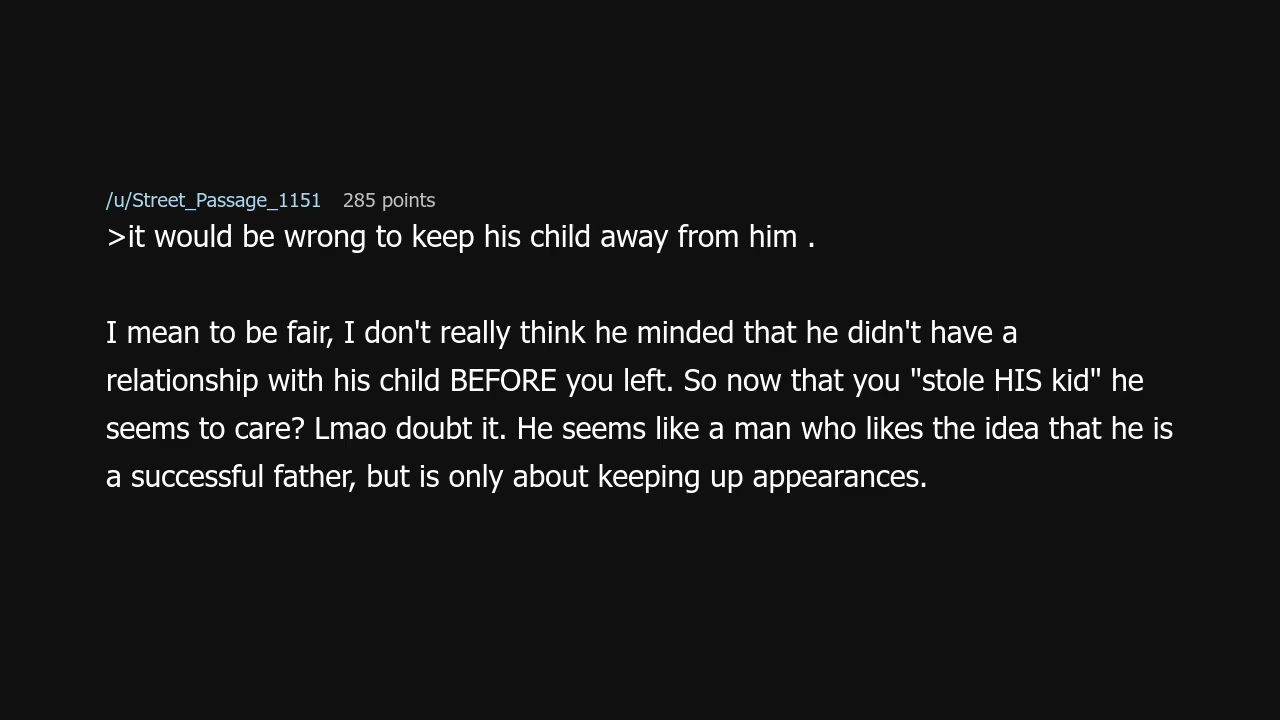 /u/Street_Passage_1151 285 points
>it would be wrong to keep his child away from him .
I mean to be fair, I don't really think he minded that he didn't have a
relationship with his child BEFORE you left. So now that you "stole HIS kid" he
seems to care? Lmao doubt it. He seems like a man who likes the idea that he is
a successful father, but is only about keeping up appearances.